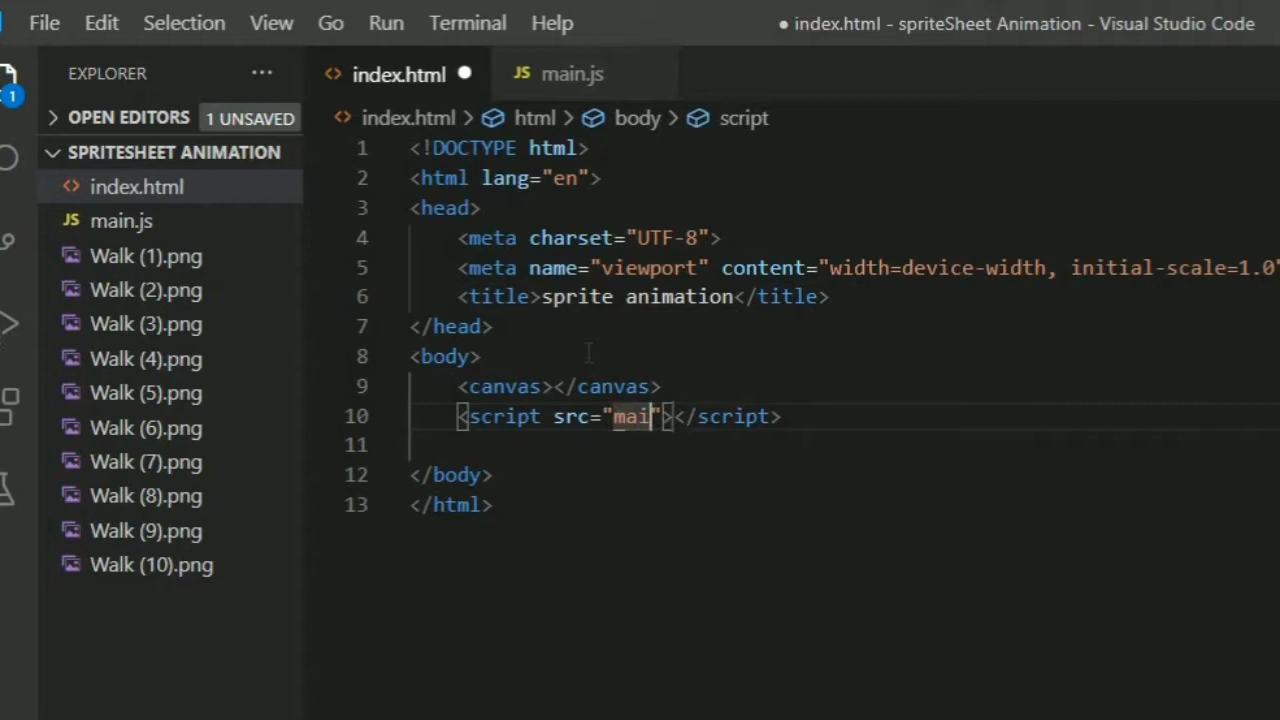 File Edit Selection View Go Run Terminal Help ● index.html - spriteSheet Animation - Visual Studio Code
EXPLORER ···
index.html ●
JS main.js
1
OPEN EDITORS 1 UNSAVED
index.html > html > body > script
SPRITESHEET ANIMATION
index.html
JS main.js
Walk (1).png
Walk (2).png
Walk (3).png
Walk (4).png
Walk (5).png
Walk (6).png
Walk (7).png
Walk (8).png
Walk (9).png
Walk (10).png
1 <!DOCTYPE html>
2 <html lang="en">
3 <head>
4 <meta charset="UTF-8">
5 <meta name="viewport" content="width=device-width, initial-scale=1.0"
6 <title>sprite animation</title>
7 </head>
8 <body>
9 <canvas></canvas>
10 <script src="mai"></script>
11
12 </body>
13 </html>